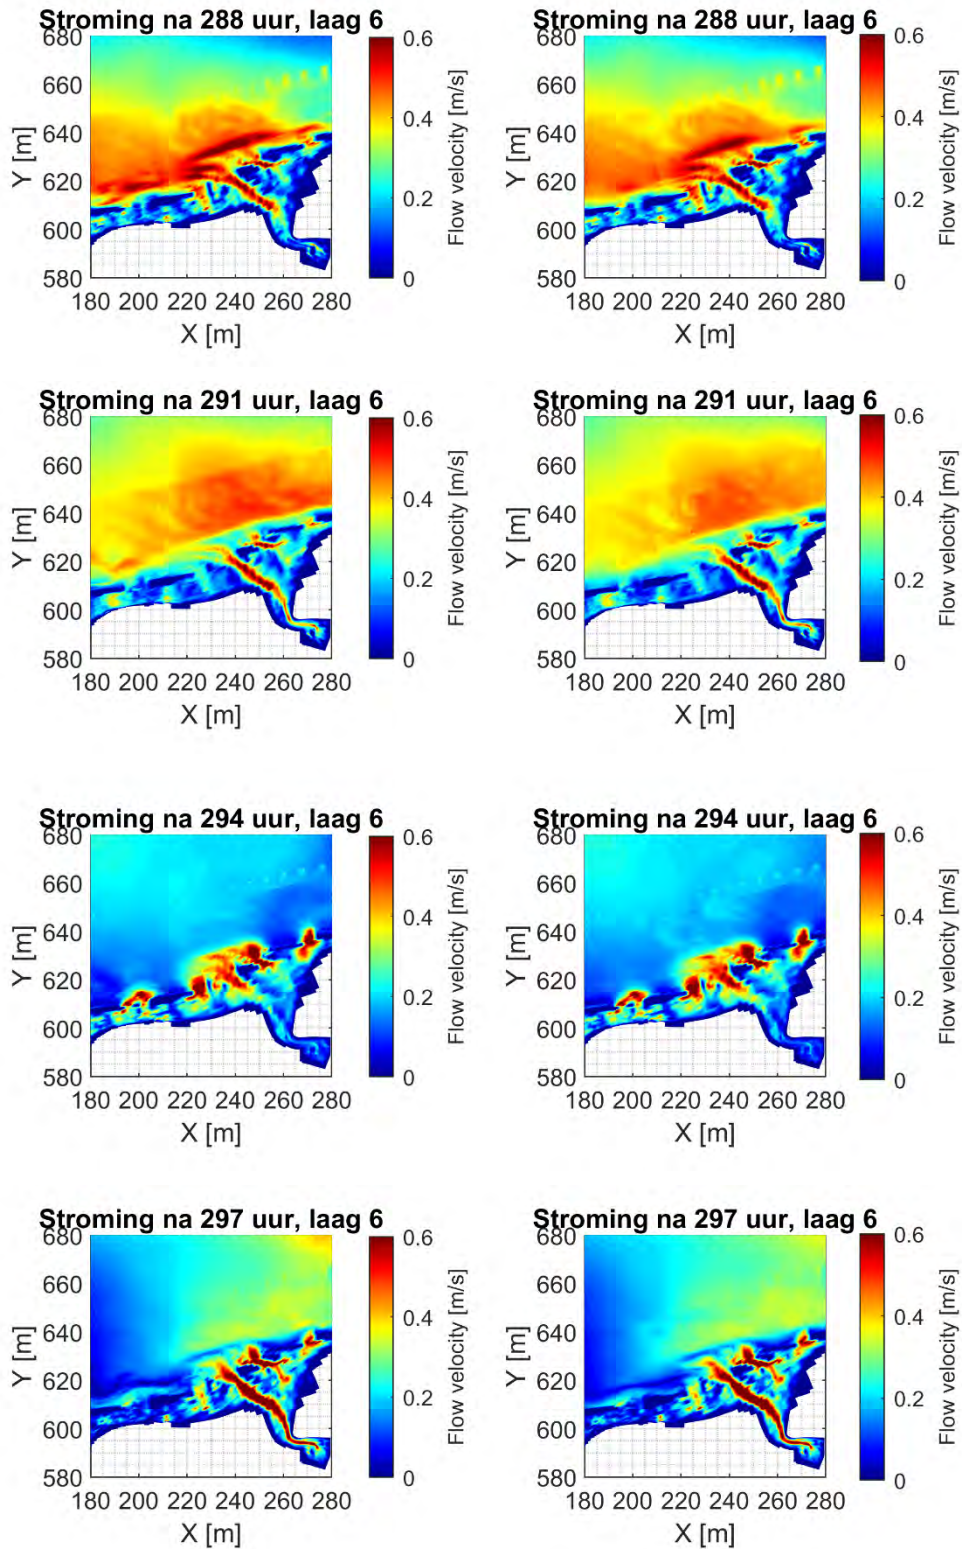 Stroming na 288 uur, laag 6
680
660
640
620
600
580
Y [m]
180 200 220 240 260 280
X [m]
0.6
0.4
0.2
0
Flow velocity [m/s]
Stroming na 288 uur, laag 6
680
660
640
620
600
580
Y [m]
180 200 220 240 260 280
X [m]
0.6
0.4
0.2
0
Flow velocity [m/s]
Stroming na 291 uur, laag 6
680
660
640
620
600
580
Y [m]
180 200 220 240 260 280
X [m]
0.6
0.4
0.2
0
Flow velocity [m/s]
Stroming na 291 uur, laag 6
680
660
640
620
600
580
Y [m]
180 200 220 240 260 280
X [m]
0.6
0.4
0.2
0
Flow velocity [m/s]
Stroming na 294 uur, laag 6
680
660
640
620
600
580
Y [m]
180 200 220 240 260 280
X [m]
0.6
0.4
0.2
0
Flow velocity [m/s]
Stroming na 294 uur, laag 6
680
660
640
620
600
580
Y [m]
180 200 220 240 260 280
X [m]
0.6
0.4
0.2
0
Flow velocity [m/s]
Stroming na 297 uur, laag 6
680
660
640
620
600
580
Y [m]
180 200 220 240 260 280
X [m]
0.6
0.4
0.2
0
Flow velocity [m/s]
Stroming na 297 uur, laag 6
680
660
640
620
600
580
Y [m]
180 200 220 240 260 280
X [m]
0.6
0.4
0.2
0
Flow velocity [m/s]